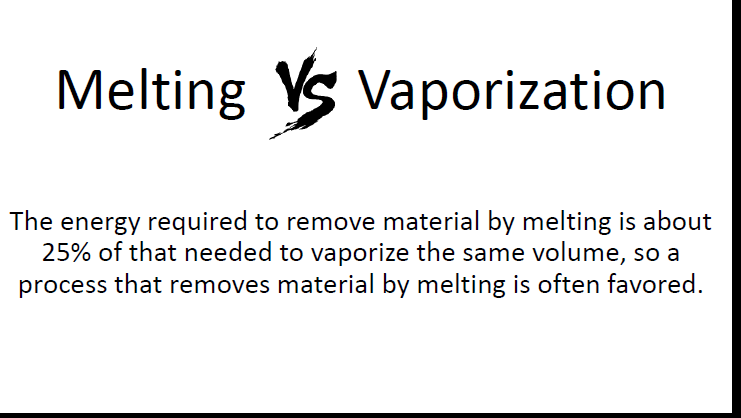 Melting VS Vaporization
The energy required to remove material by melting is about
25% of that needed to vaporize the same volume, so a
process that removes material by melting is often favored.